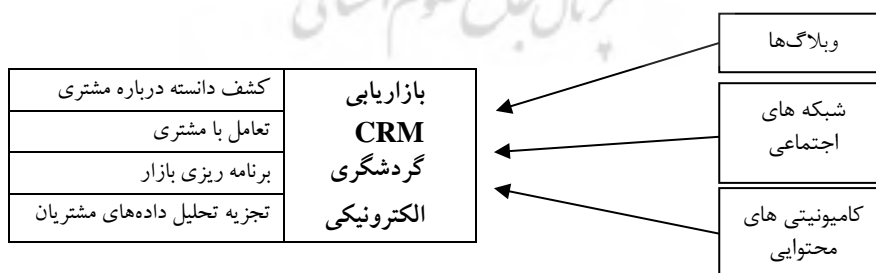 وبلاگ‌ها
شبکه های
اجتماعی
کامیونیتی های
محتوایی
بازاریابی
CRM
گردشگری
الکترونیکی
کشف دانسته درباره مشتری
تعامل با مشتری
برنامه ریزی بازار
تجزیه تحلیل داده‌های مشتریان